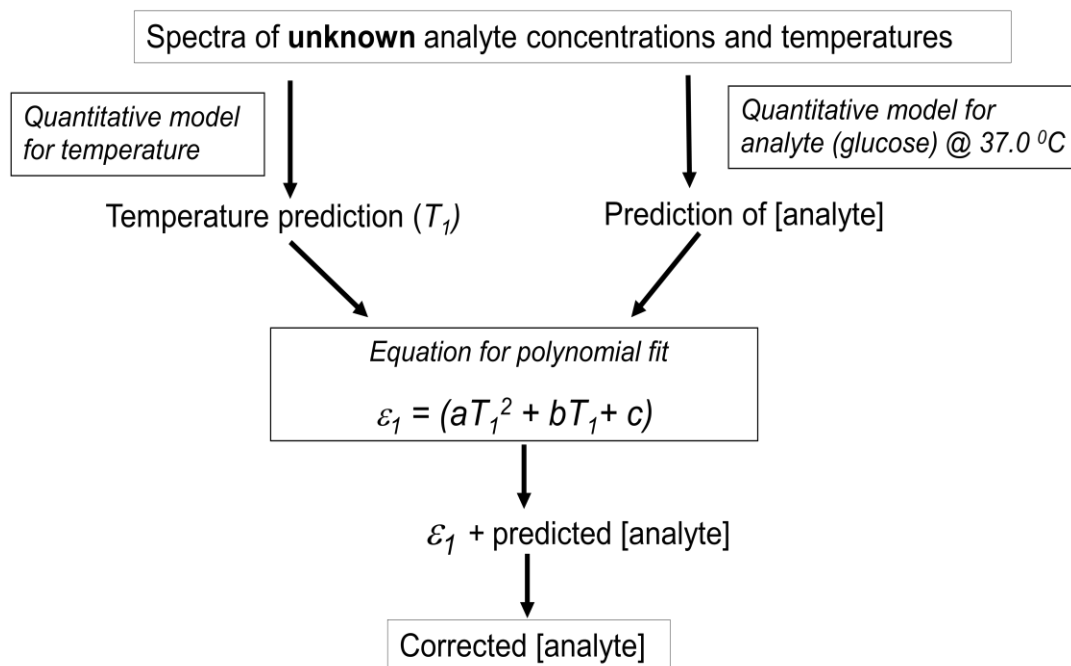 Spectra of unknown analyte concentrations and temperatures
Quantitative model
for temperature
Quantitative model for
analyte (glucose) @ 37.0 ⁰C
Temperature prediction (T₁)
Prediction of [analyte]
Equation for polynomial fit
ε₁ = (aT₁² + bT₁+ c)
ε₁ + predicted [analyte]
Corrected [analyte]